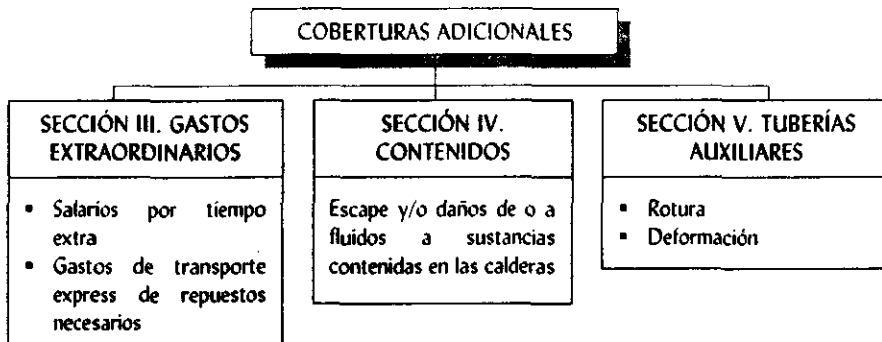 COBERTURAS ADICIONALES
SECCIÓN III. GASTOS
EXTRAORDINARIOS
▪ Salarios por tiempo
extra
▪ Gastos de transporte
express de repuestos
necesarios
SECCIÓN IV.
CONTENIDOS
Escape y/o daños de o a
fluidos a sustancias
contenidas en las calderas
SECCIÓN V. TUBERÍAS
AUXILIARES
▪ Rotura
▪ Deformación